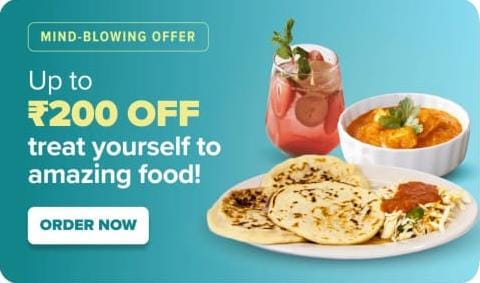 MIND-BLOWING OFFER
Up to
₹200 OFF
treat yourself to
amazing food!
ORDER NOW